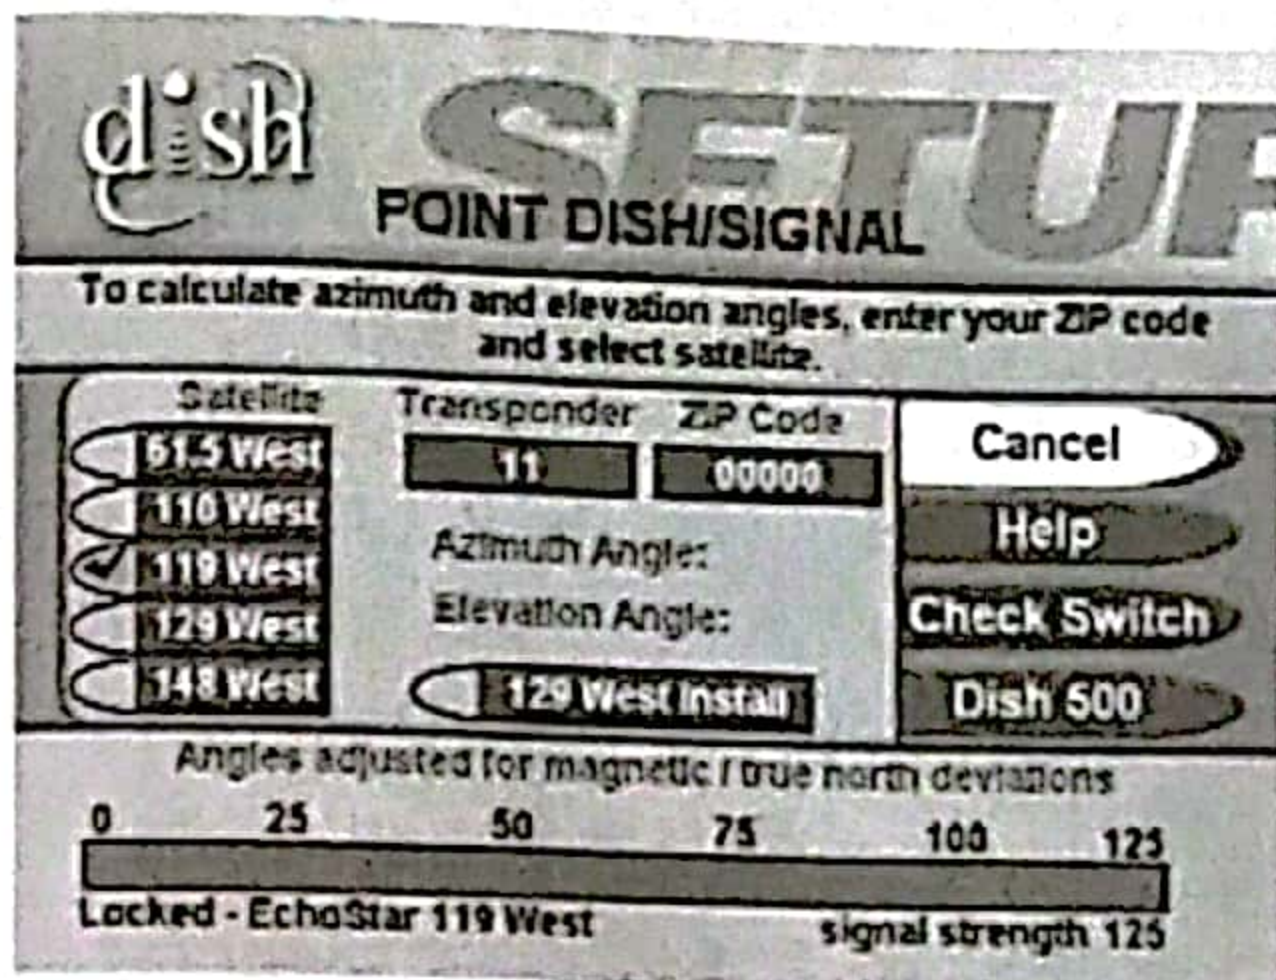 dish
SETUP
POINT DISH/SIGNAL
To calculate azimuth and elevation angles, enter your ZIP code
and select satellite.
Satellite Transponder ZIP Code
61.5 West 11 00000
110 West
119 West
129 West
148 West
Azimuth Angle:
Elevation Angle:
129 West Install
Cancel
Help
Check Switch
Dish 500
Angles adjusted for magnetic / true north deviations
0 25 50 75 100 125
Locked - EchoStar 119 West signal strength 125